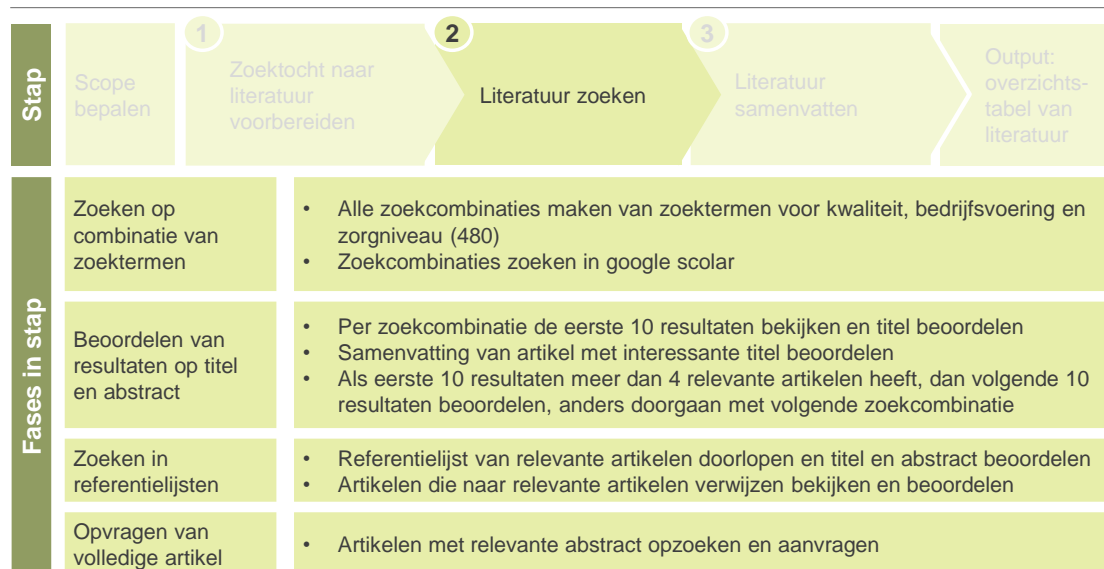 Stap
Scope
bepalen
1
Zoektocht naar
literatuur
voorbereiden
2
Literatuur zoeken
3
Literatuur
samenvatten
Output:
overzichts-
tabel van
literatuur
Fases in stap
Zoeken op
combinatie van
zoektermen
• Alle zoekcombinaties maken van zoektermen voor kwaliteit, bedrijfsvoering en
zorgniveau (480)
• Zoekcombinaties zoeken in google scolar
Beoordelen van
resultaten op titel
en abstract
• Per zoekcombinatie de eerste 10 resultaten bekijken en titel beoordelen
• Samenvatting van artikel met interessante titel beoordelen
• Als eerste 10 resultaten meer dan 4 relevante artikelen heeft, dan volgende 10
resultaten beoordelen, anders doorgaan met volgende zoekcombinatie
Zoeken in
referentielijsten
• Referentielijst van relevante artikelen doorlopen en titel en abstract beoordelen
• Artikelen die naar relevante artikelen verwijzen bekijken en beoordelen
Opvragen van
volledige artikel
• Artikelen met relevante abstract opzoeken en aanvragen